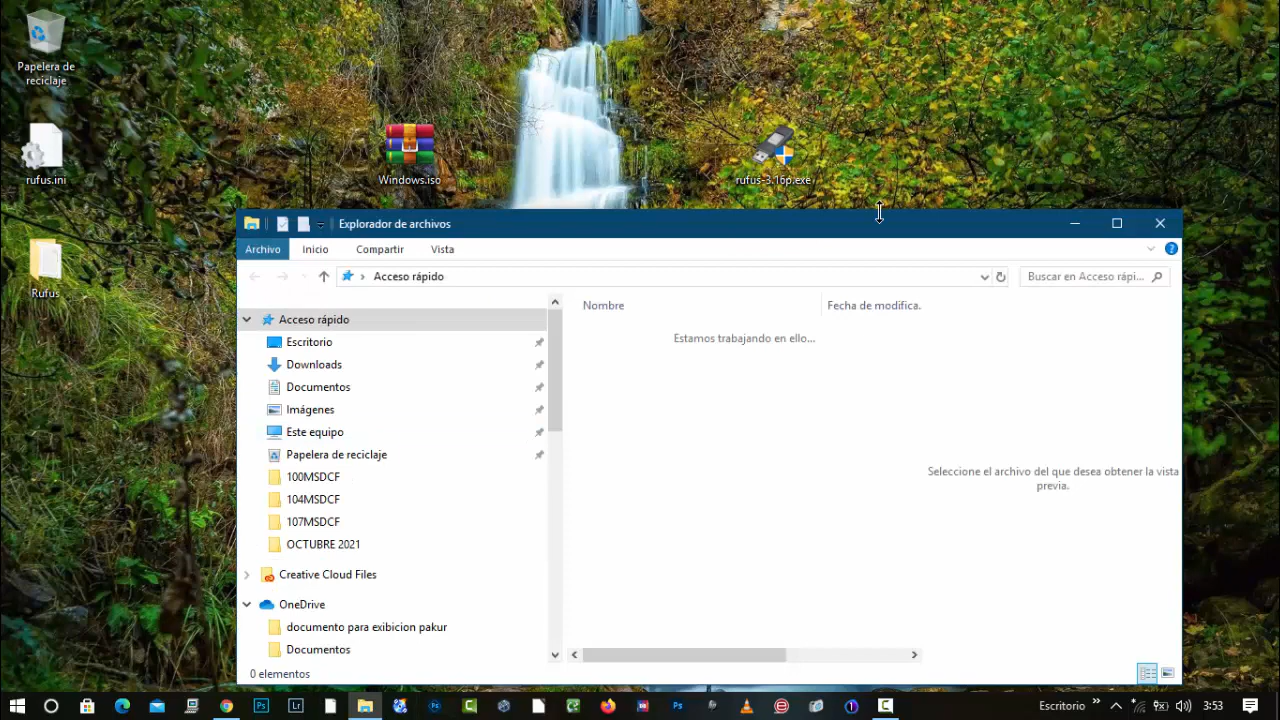 Papelera de
reciclaje
rufus.ini
Windows.iso
rufus-3.16p.exe
Rufus
Explorador de archivos
Archivo
Inicio
Compartir
Vista
Acceso rápido
Buscar en Acceso rápi...
Nombre
Fecha de modifica.
Acceso rápido
Estamos trabajando en ello...
Escritorio
Downloads
Documentos
Imágenes
Este equipo
Papelera de reciclaje
Seleccione el archivo del que desea obtener la vista
previa.
100MSDCF
104MSDCF
107MSDCF
OCTUBRE 2021
Creative Cloud Files
OneDrive
documento para exibicion pakur
Documentos
0 elementos
Escritorio
3:53